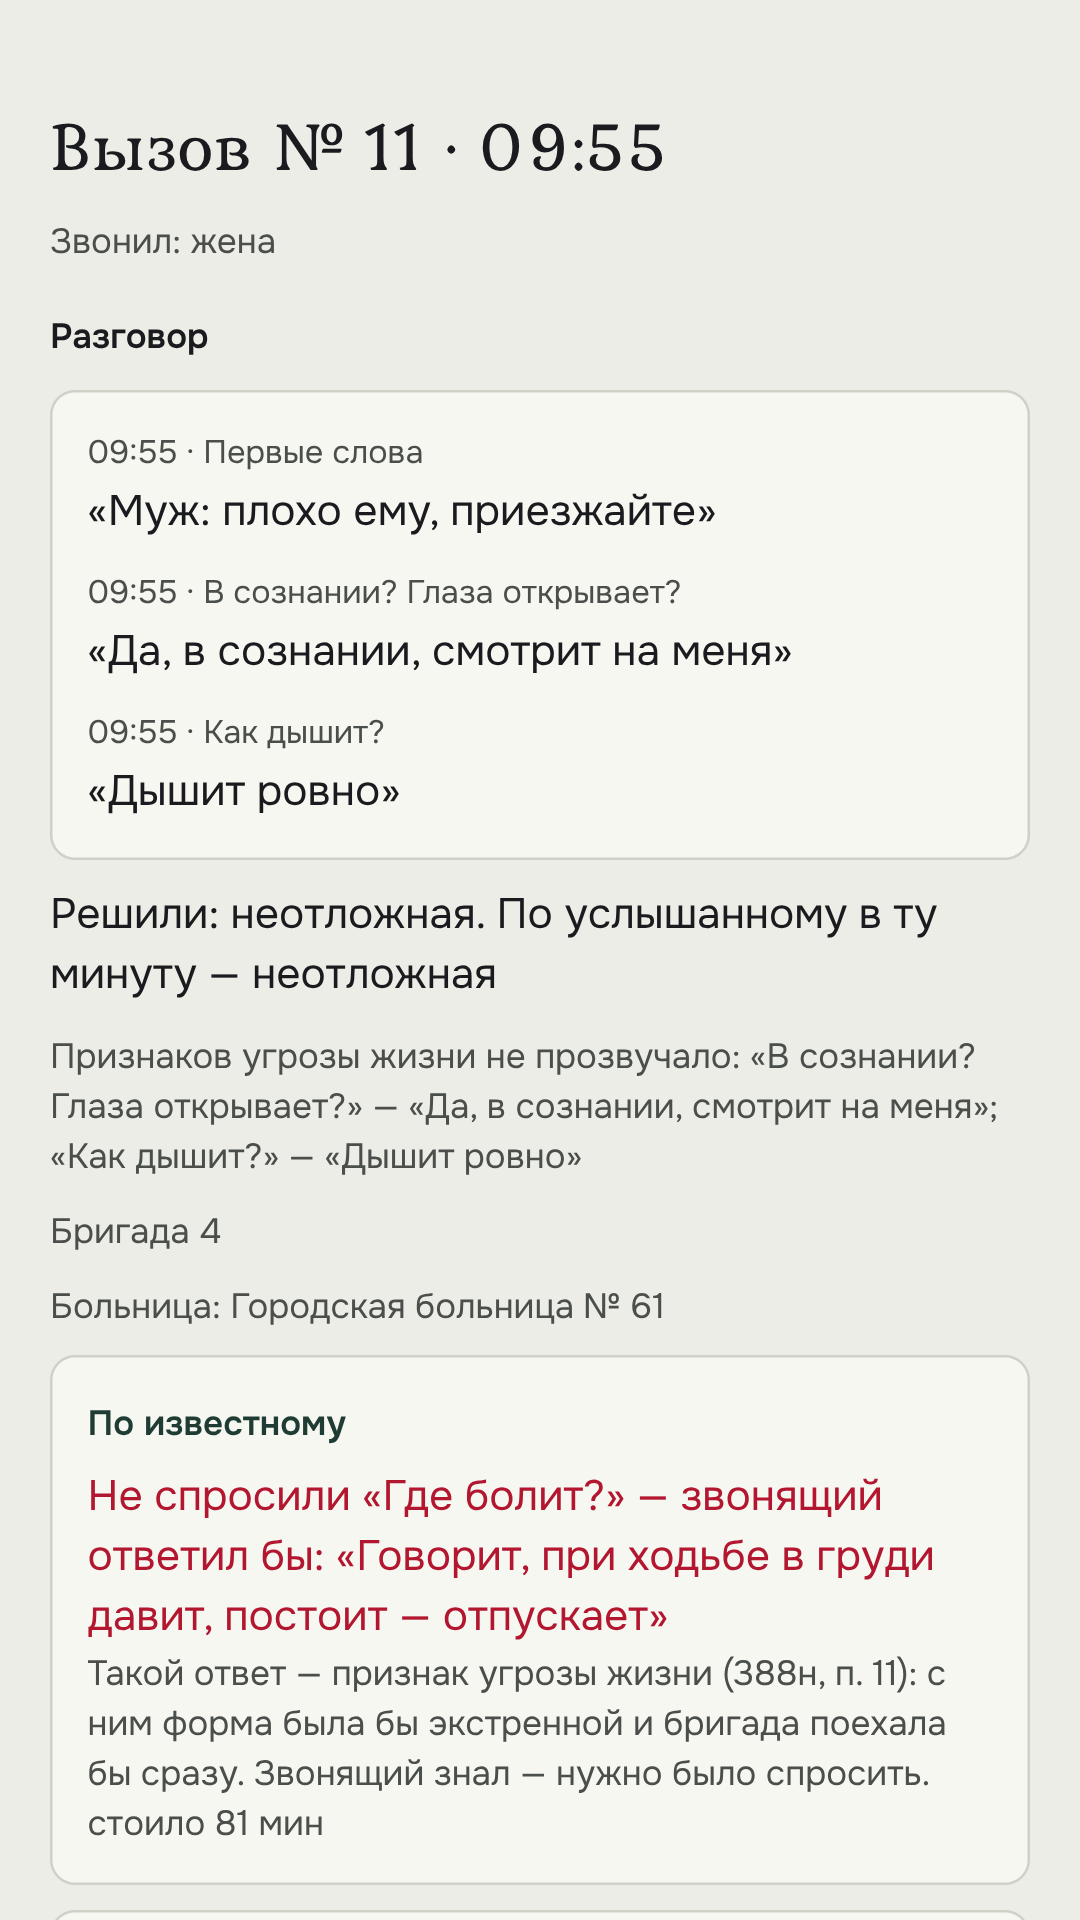 Вызов № 11 · 09:55
Звонил: жена
Разговор
09:55 · Первые слова
«Муж: плохо ему, приезжайте»
09:55 · В сознании? Глаза открывает?
«Да, в сознании, смотрит на меня»
09:55 · Как дышит?
«Дышит ровно»
Решили: неотложная. По услышанному в ту
минуту — неотложная
Признаков угрозы жизни не прозвучало: «В сознании?
Глаза открывает?» — «Да, в сознании, смотрит на меня»;
«Как дышит?» — «Дышит ровно»
Бригада 4
Больница: Городская больница № 61
По известному
Не спросили «Где болит?» — звонящий
ответил бы: «Говорит, при ходьбе в груди
давит, постоит — отпускает»
Такой ответ — признак угрозы жизни (388н, п. 11): с
ним форма была бы экстренной и бригада поехала
бы сразу. Звонящий знал — нужно было спросить.
стоило 81 мин